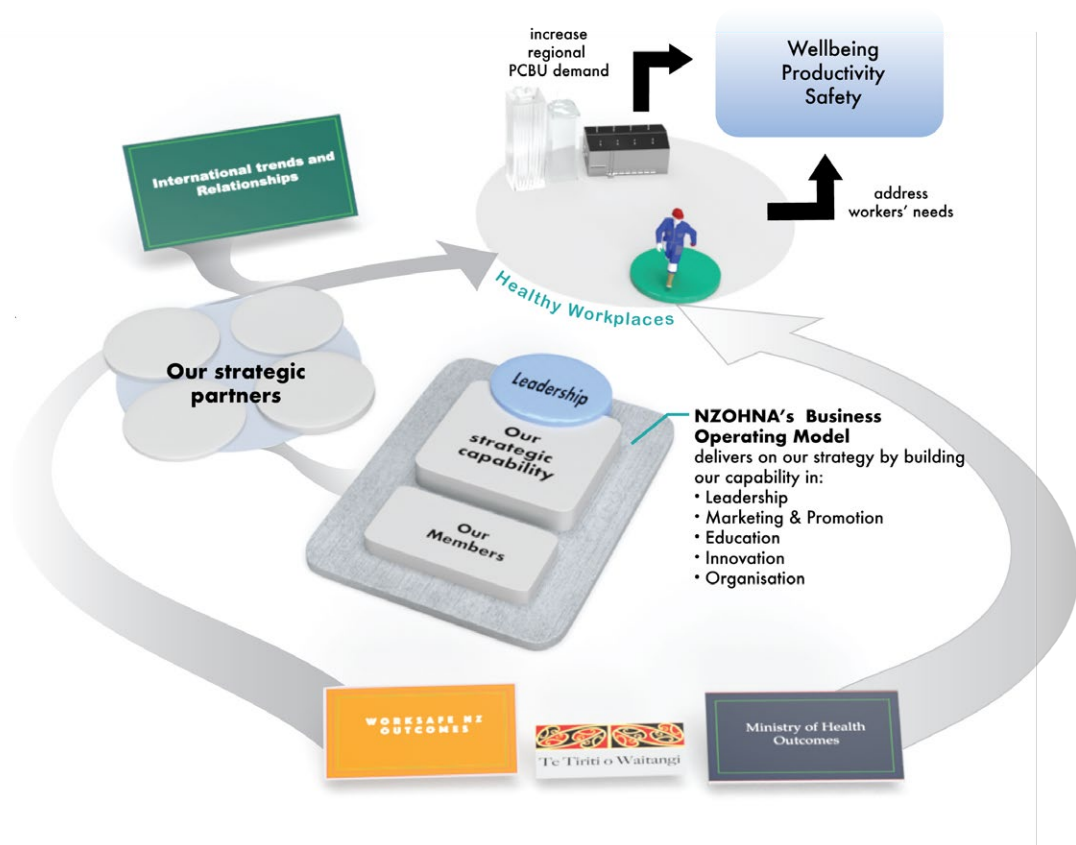 increase
regional
PCBU demand
Wellbeing
Productivity
Safety
International trends and
Relationships
address
workers' needs
Healthy Workplaces
Our strategic
partners
Leadership
Our
strategic
capability
Our
Members
NZOHNA's Business
Operating Model
delivers on our strategy by building
our capability in:
• Leadership
• Marketing & Promotion
• Education
• Innovation
• Organisation
WORKSAFE NZ
OUTCOMES
Te Tiriti o Waitangi
Ministry of Health
Outcomes